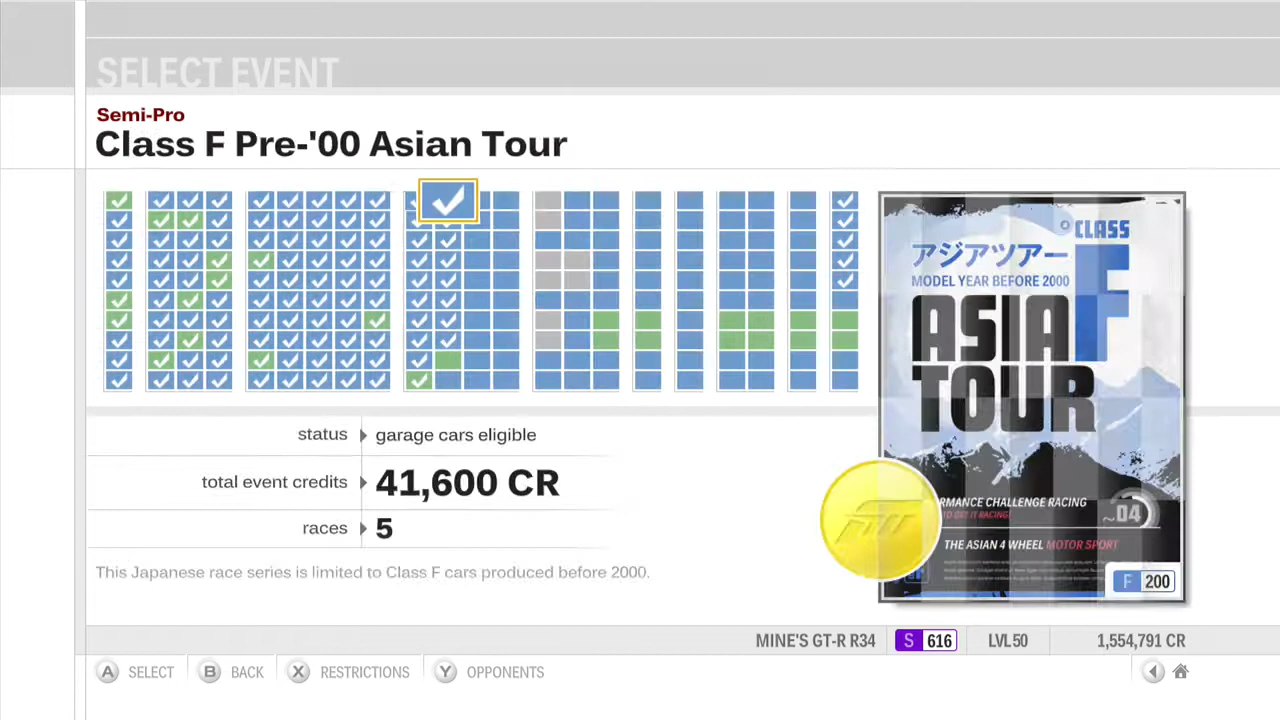 SELECT EVENT
Semi-Pro
Class F Pre-'00 Asian Tour
°CLASS
F
アジアツアー
MODEL YEAR BEFORE 2000
ASIA
TOUR
RMANCE CHALLENGE RACING
~04
THE ASIAN 4 WHEEL MOTOR SPORT
F 200
status garage cars eligible
total event credits 41,600 CR
races 5
This Japanese race series is limited to Class F cars produced before 2000.
MINE'S GT-R R34 S 616 LVL50 1,554,791 CR
A SELECT B BACK X RESTRICTIONS Y OPPONENTS